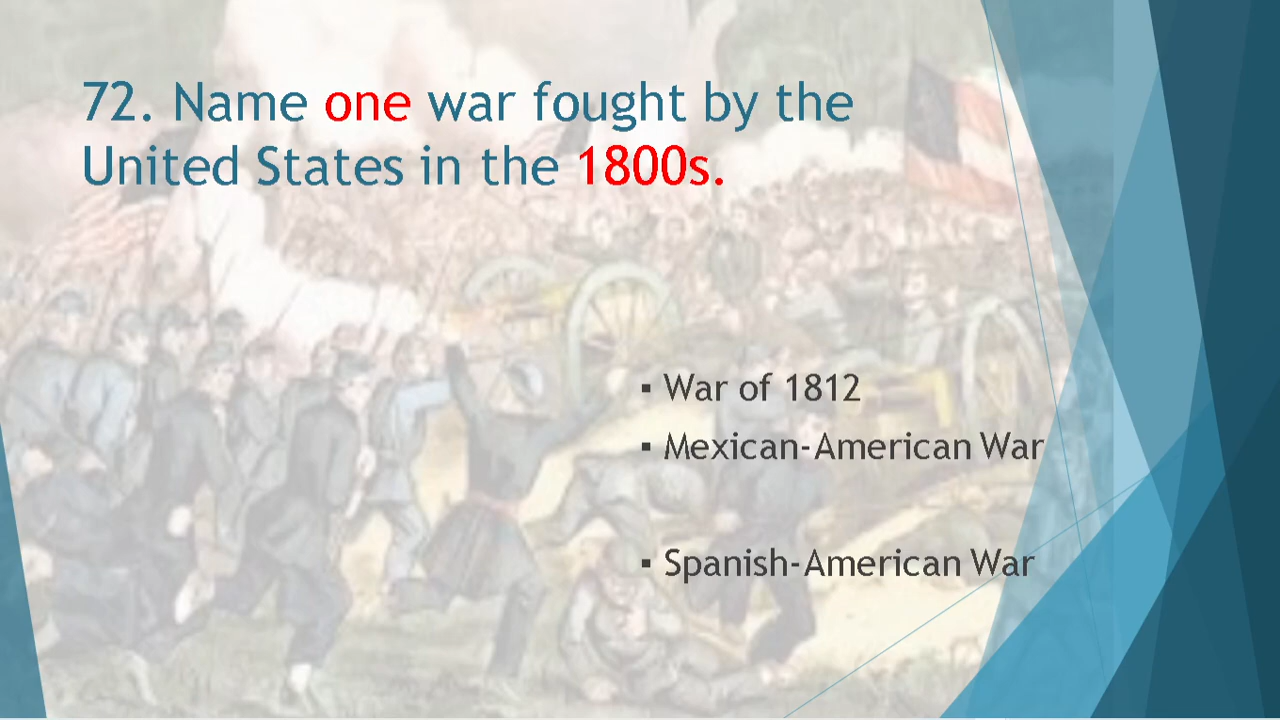 72. Name one war fought by the
United States in the 1800s.
▪ War of 1812
▪ Mexican-American War
▪ Spanish-American War